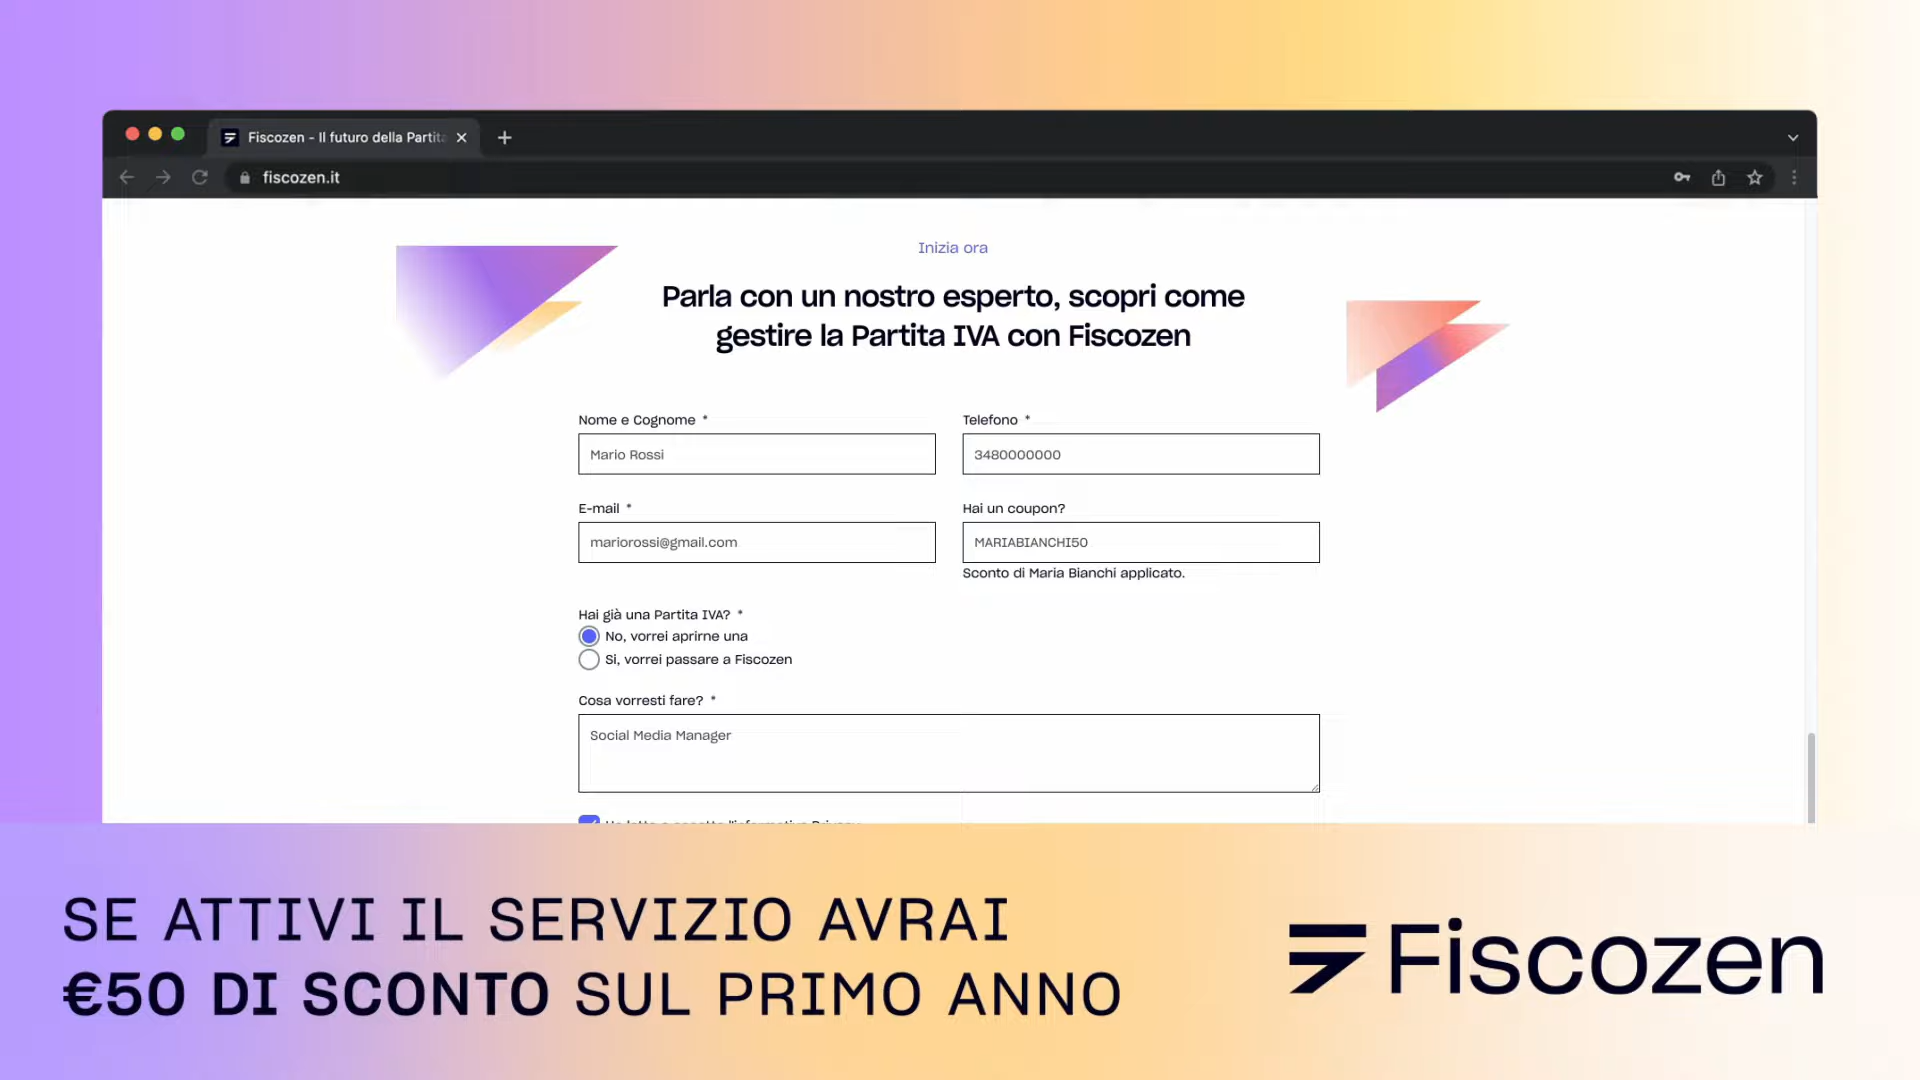 Fiscozen - Il futuro della Partita
fiscozen.it
Inizia ora
Parla con un nostro esperto, scopri come
gestire la Partita IVA con Fiscozen
Nome e Cognome *
Mario Rossi
Telefono *
3480000000
E-mail *
mariorossi@gmail.com
Hai un coupon?
MARIABIANCHI50
Sconto di Maria Bianchi applicato.
Hai già una Partita IVA? *
No, vorrei aprirne una
Si, vorrei passare a Fiscozen
Cosa vorresti fare? *
Social Media Manager
SE ATTIVI IL SERVIZIO AVRAI
€50 DI SCONTO SUL PRIMO ANNO
Fiscozen